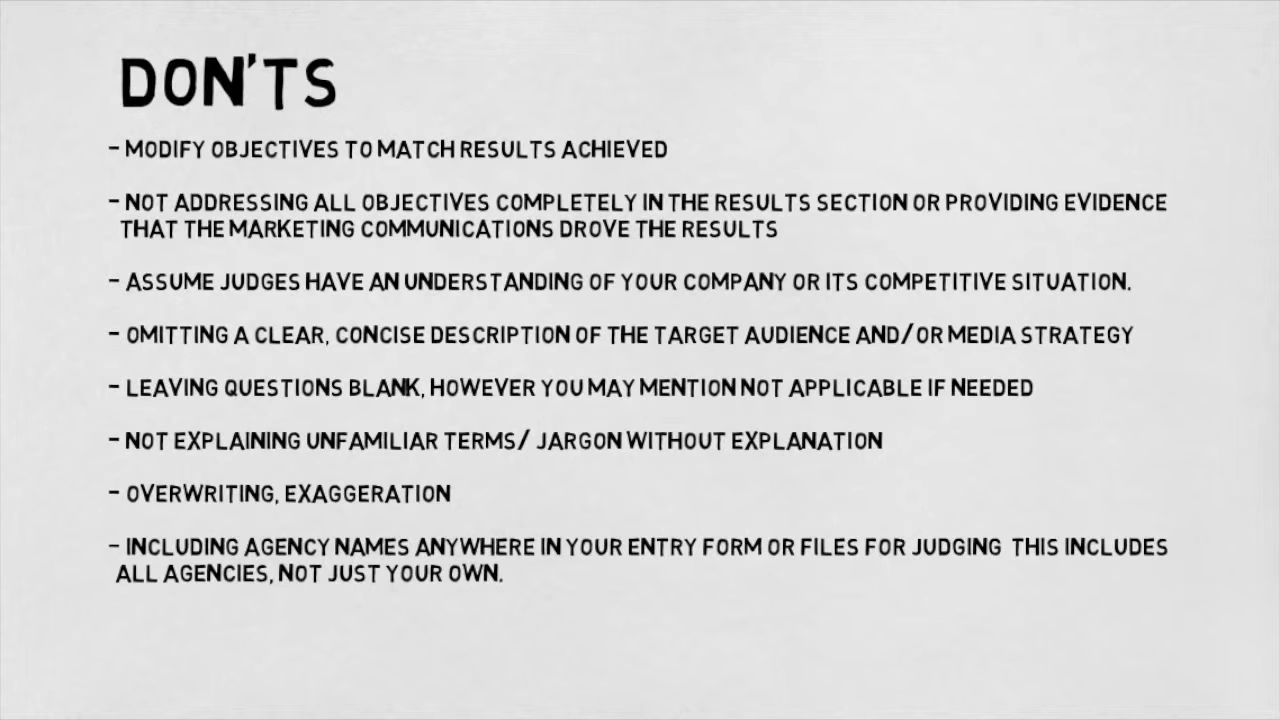 DON'TS
- MODIFY OBJECTIVES TO MATCH RESULTS ACHIEVED
- NOT ADDRESSING ALL OBJECTIVES COMPLETELY IN THE RESULTS SECTION OR PROVIDING EVIDENCE
THAT THE MARKETING COMMUNICATIONS DROVE THE RESULTS
- ASSUME JUDGES HAVE AN UNDERSTANDING OF YOUR COMPANY OR ITS COMPETITIVE SITUATION.
- OMITTING A CLEAR, CONCISE DESCRIPTION OF THE TARGET AUDIENCE AND/OR MEDIA STRATEGY
- LEAVING QUESTIONS BLANK, HOWEVER YOU MAY MENTION NOT APPLICABLE IF NEEDED
- NOT EXPLAINING UNFAMILIAR TERMS/ JARGON WITHOUT EXPLANATION
- OVERWRITING, EXAGGERATION
- INCLUDING AGENCY NAMES ANYWHERE IN YOUR ENTRY FORM OR FILES FOR JUDGING THIS INCLUDES
ALL AGENCIES, NOT JUST YOUR OWN.